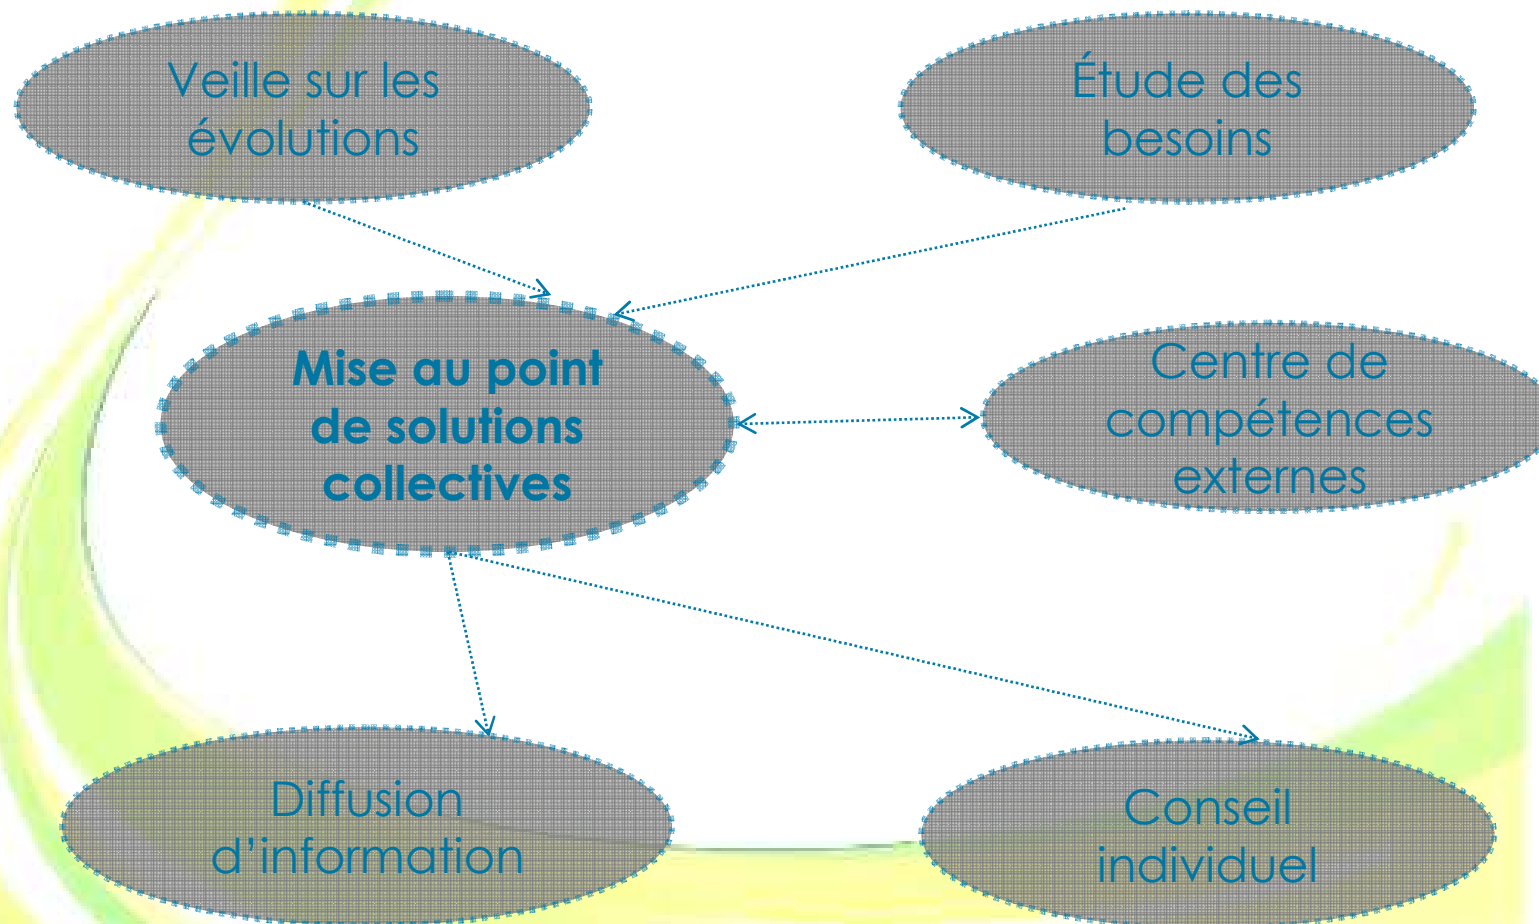 Veille sur les
évolutions
Étude des
besoins
Mise au point
de solutions
collectives
Centre de
compétences
externes
Diffusion
d’information
Conseil
individuel